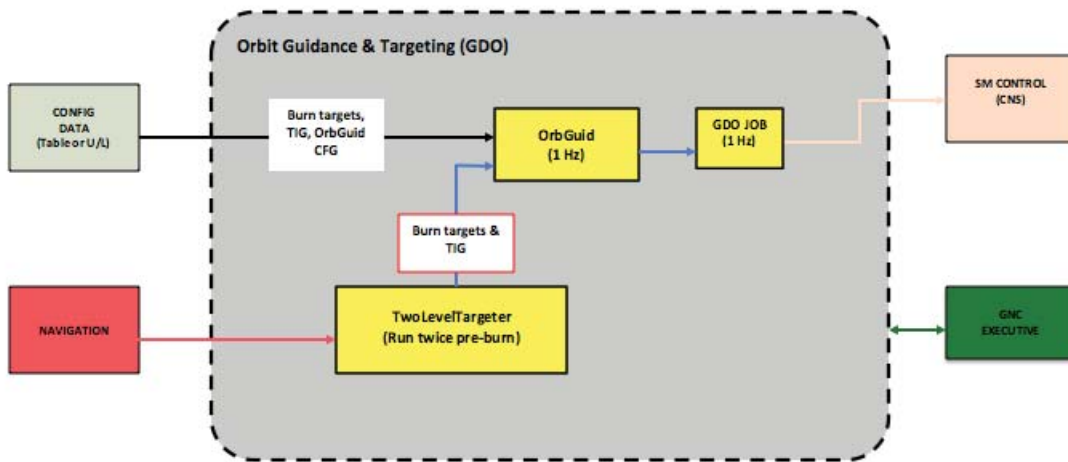 Orbit Guidance & Targeting (GDO)
CONFIG
DATA
(Table or U/L)
Burn targets,
TIG, OrbGuid
CFG
OrbGuid
(1 Hz)
GDO JOB
(1 Hz)
SM CONTROL
(CNS)
Burn targets &
TIG
NAVIGATION
TwoLevelTargeter
(Run twice pre-burn)
GNC
EXECUTIVE